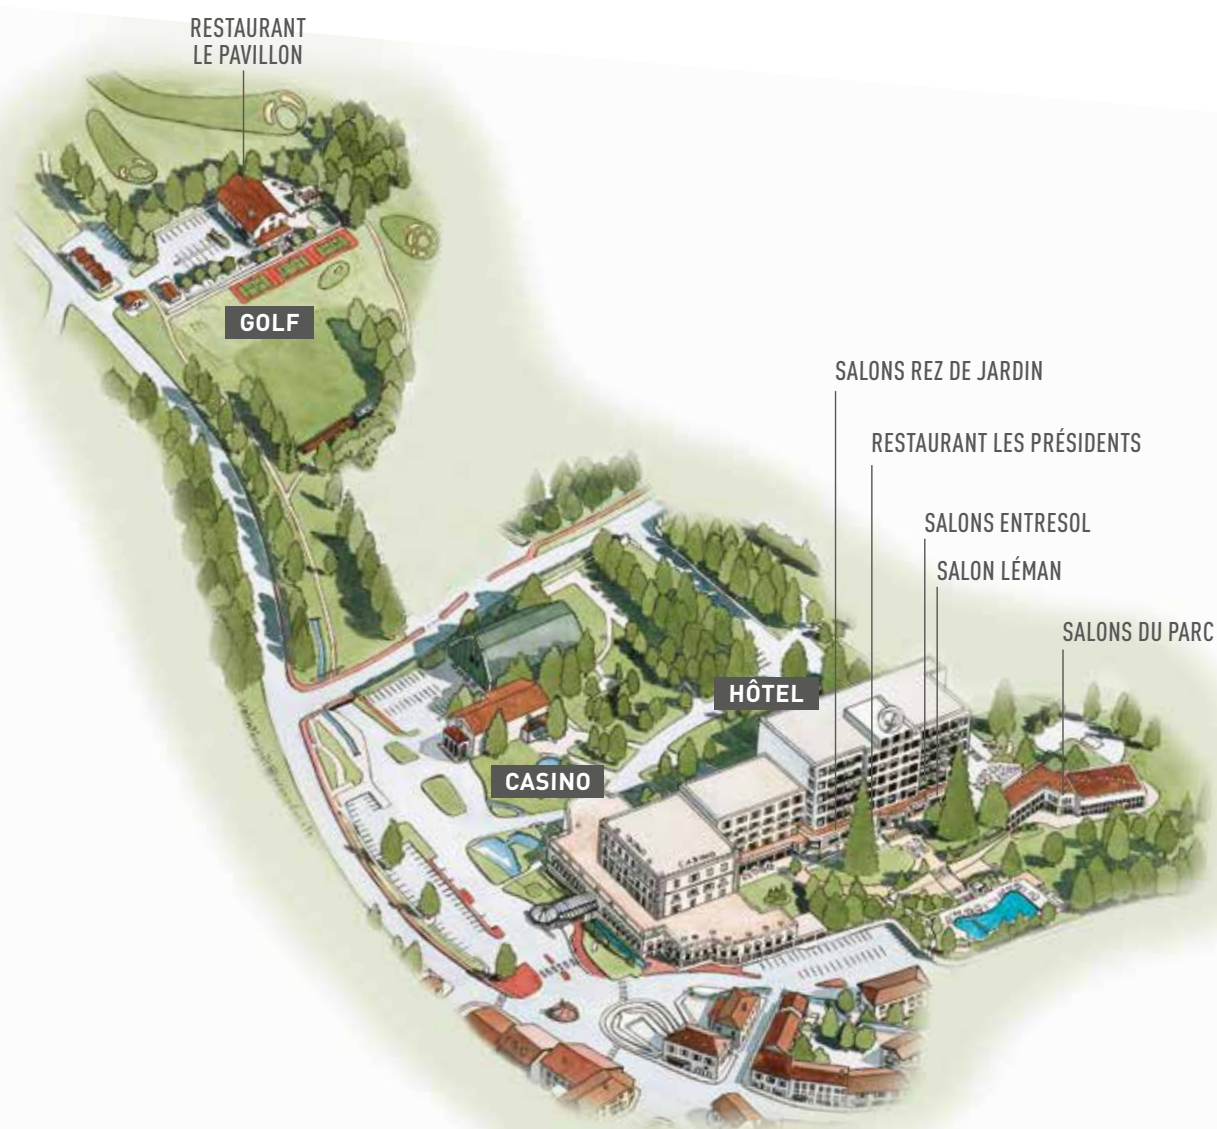 RESTAURANT
LE PAVILLON
GOLF
SALONS REZ DE JARDIN
RESTAURANT LES PRÉSIDENTS
SALONS ENTRESOL
SALON LÉMAN
SALONS DU PARC
HÔTEL
CASINO
CASINO